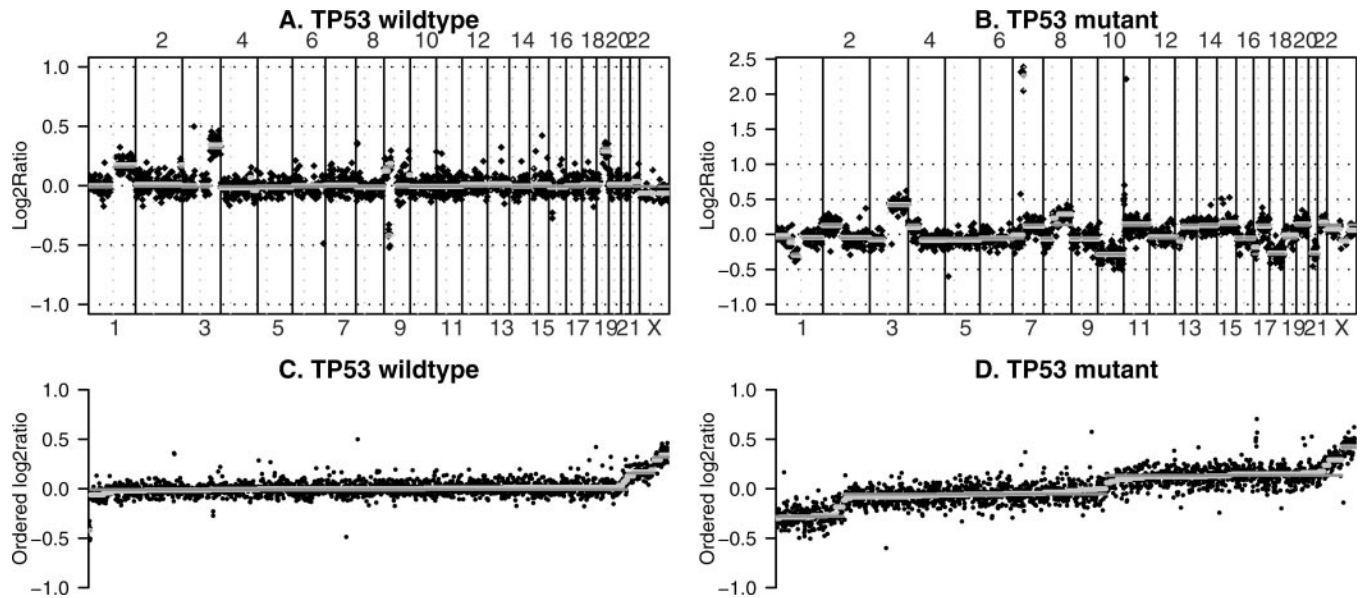 A. TP53 wildtype
2 4 6 8 10 12 14 16 18 20 22
1.0
0.5
0.0
−0.5
−1.0
Log2Ratio
1 3 5 7 9 11 13 15 17 19 21 X
B. TP53 mutant
2 4 6 8 10 12 14 16 18 20 22
2.5
2.0
1.5
1.0
0.5
0.0
−0.5
−1.0
Log2Ratio
1 3 5 7 9 11 13 15 17 19 21 X
C. TP53 wildtype
1.0
0.5
0.0
−0.5
−1.0
Ordered log2ratio
D. TP53 mutant
1.0
0.5
0.0
−0.5
−1.0
Ordered log2ratio